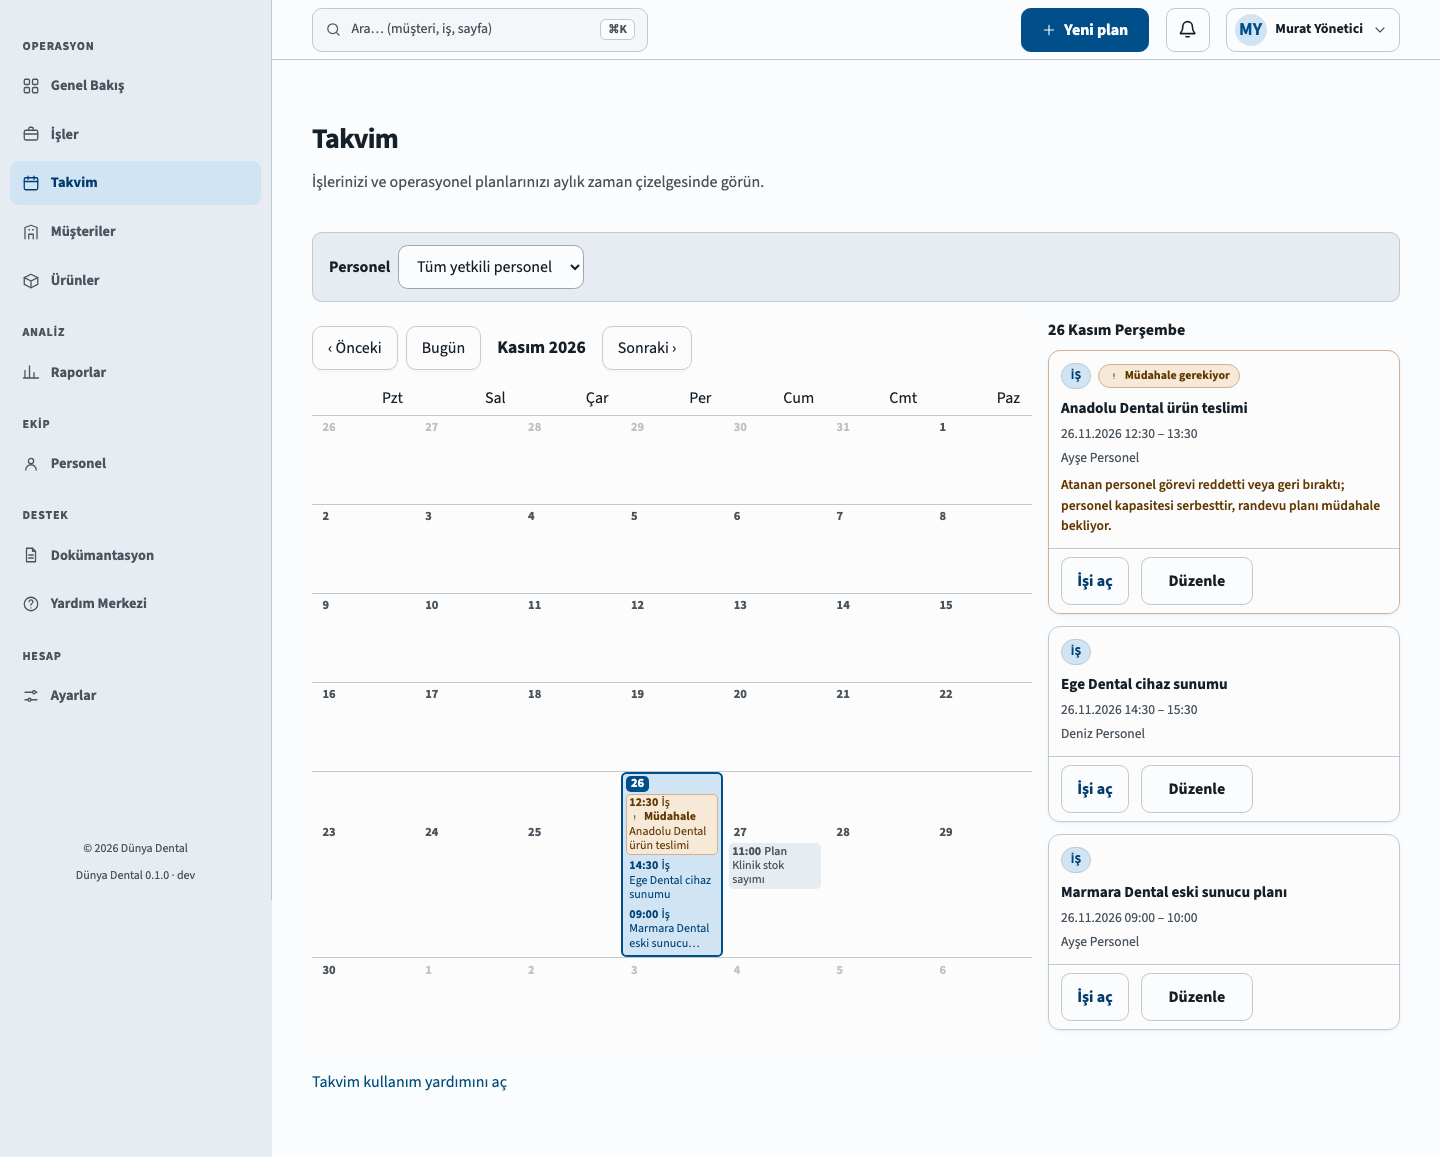 OPERASYON
Genel Bakış
İşler
Takvim
Müşteriler
Ürünler
ANALİZ
Raporlar
EKİP
Personel
DESTEK
Dokümantasyon
Yardım Merkezi
HESAP
Ayarlar
© 2026 Dünya Dental
Dünya Dental 0.1.0 · dev
Ara… (müşteri, iş, sayfa) ⌘K
+ Yeni plan
MY Murat Yönetici
Takvim
İşlerinizi ve operasyonel planlarınızı aylık zaman çizelgesinde görün.
Personel Tüm yetkili personel
‹ Önceki Bugün Kasım 2026 Sonraki ›
Pzt Sal Çar Per Cum Cmt Paz
26 27 28 29 30 31 1
2 3 4 5 6 7 8
9 10 11 12 13 14 15
16 17 18 19 20 21 22
23 24 25 26 27 28 29
12:30 İş
! Müdahale
Anadolu Dental
ürün teslimi
14:30 İş
Ege Dental cihaz
sunumu
09:00 İş
Marmara Dental
eski sunucu…
11:00 Plan
Klinik stok
sayımı
30 1 2 3 4 5 6
26 Kasım Perşembe
İŞ ! Müdahale gerekiyor
Anadolu Dental ürün teslimi
26.11.2026 12:30 – 13:30
Ayşe Personel
Atanan personel görevi reddetti veya geri bıraktı;
personel kapasitesi serbesttir, randevu planı müdahale
bekliyor.
İşi aç Düzenle
İŞ
Ege Dental cihaz sunumu
26.11.2026 14:30 – 15:30
Deniz Personel
İşi aç Düzenle
İŞ
Marmara Dental eski sunucu planı
26.11.2026 09:00 – 10:00
Ayşe Personel
İşi aç Düzenle
Takvim kullanım yardımını aç